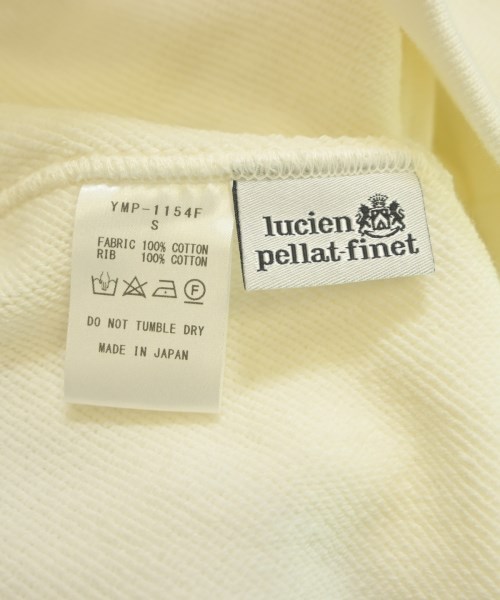 YMP-1154F
S
FABRIC 100% COTTON
RIB 100% COTTON
F
DO NOT TUMBLE DRY
MADE IN JAPAN
lucien
pellat-finet